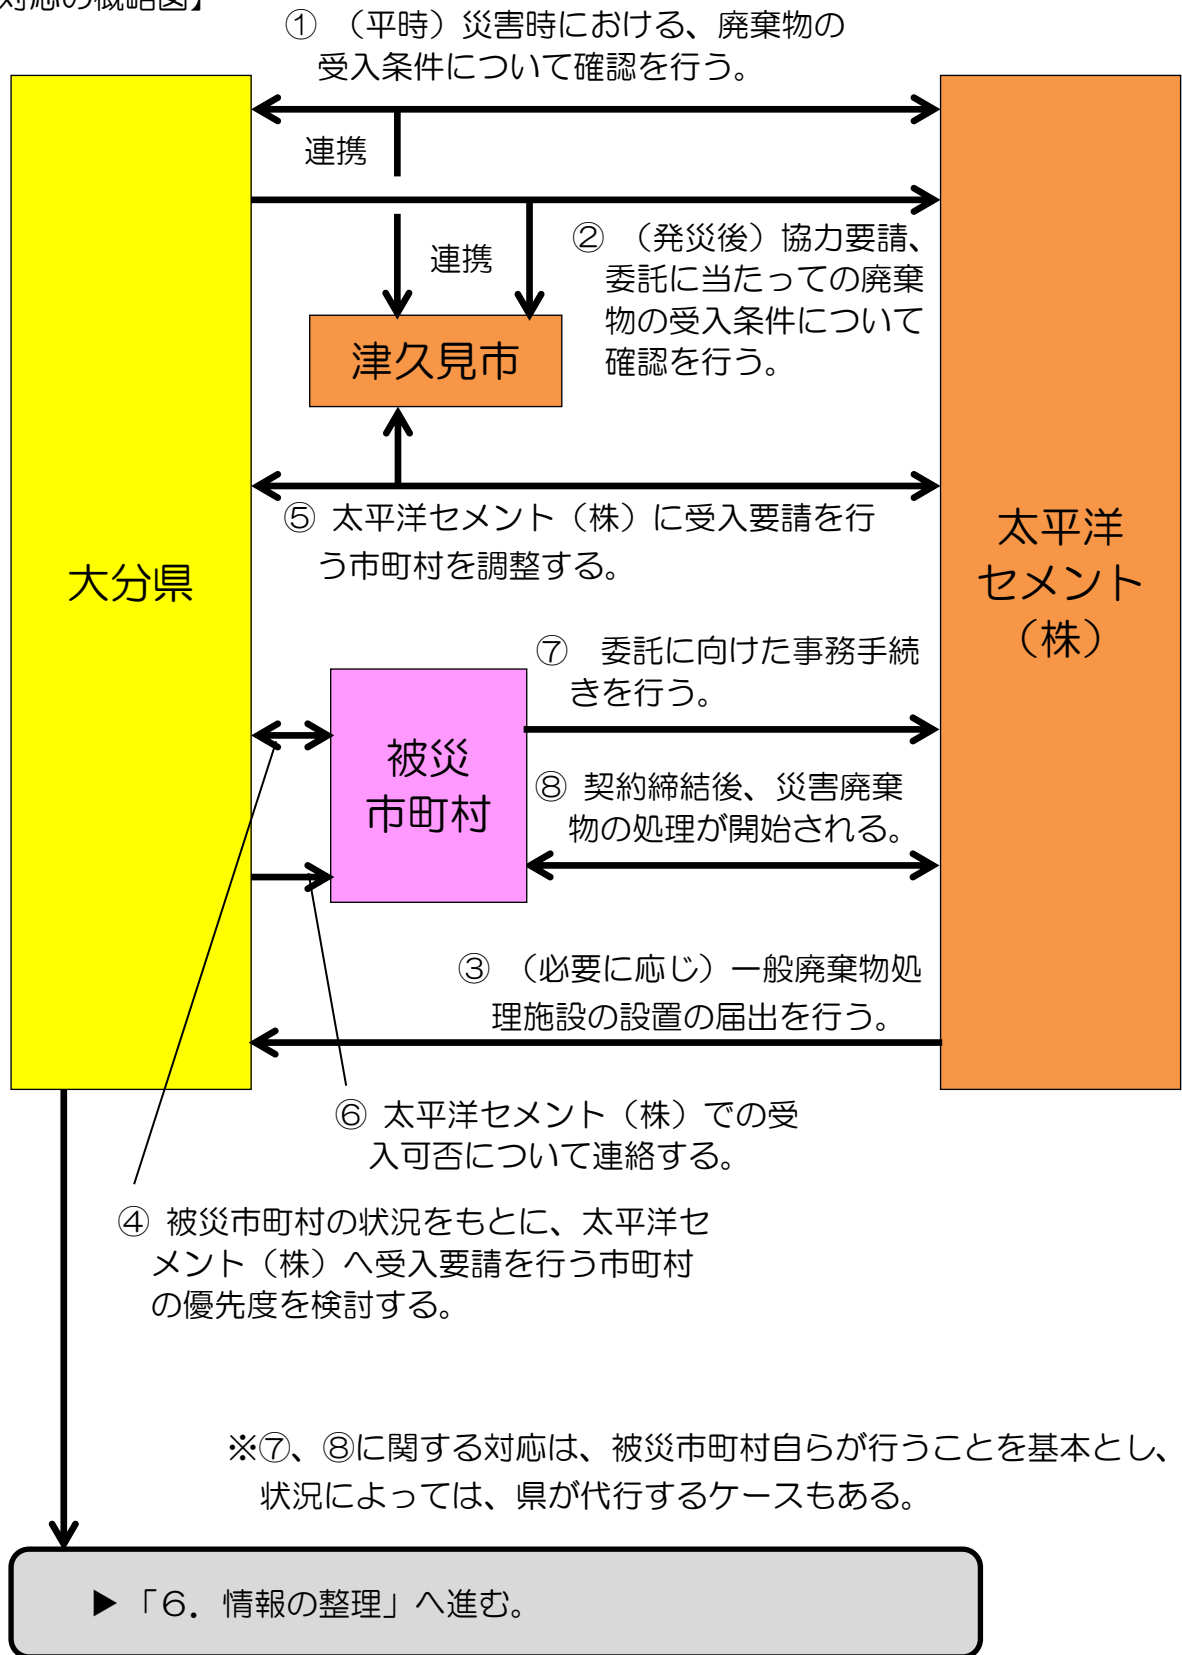 対応の概略図】
① （平時）災害時における、廃棄物の
受入条件について確認を行う。
連携
連携
② （発災後）協力要請、
委託に当たっての廃棄
物の受入条件について
確認を行う。
津久見市
⑤ 太平洋セメント（株）に受入要請を行
う市町村を調整する。
大分県
太平洋
セメント
（株）
⑦ 委託に向けた事務手続
きを行う。
被災
市町村
⑧ 契約締結後、災害廃棄
物の処理が開始される。
③ （必要に応じ）一般廃棄物処
理施設の設置の届出を行う。
⑥ 太平洋セメント（株）での受
入可否について連絡する。
④ 被災市町村の状況をもとに、太平洋セ
メント（株）へ受入要請を行う市町村
の優先度を検討する。
※⑦、⑧に関する対応は、被災市町村自らが行うことを基本とし、
状況によっては、県が代行するケースもある。
▶「６．情報の整理」へ進む。